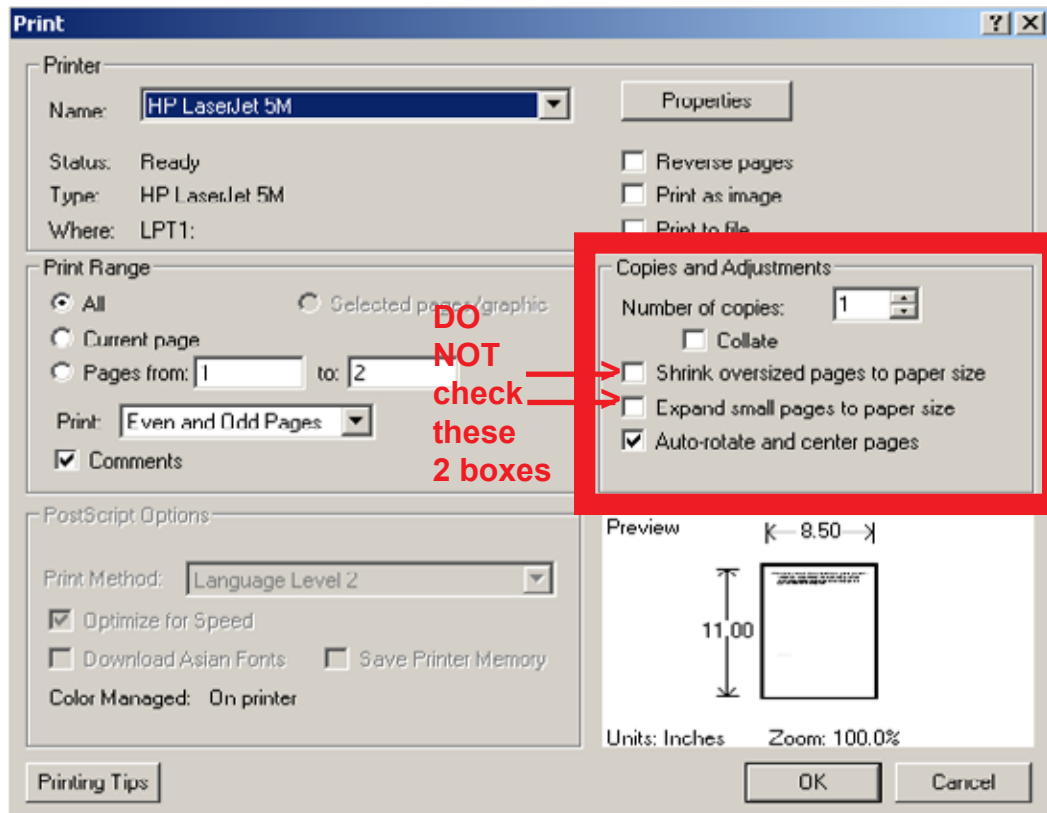 Print
Printer
Name: HP LaserJet 5M
Properties
Status: Ready
Reverse pages
Type: HP LaserJet 5M
Print as image
Where: LPT1:
Print to file
Print Range
All
Selected pages/graphic
Current page
Pages from: 1 to: 2
Print: Even and Odd Pages
Comments
DO
NOT
check
these
2 boxes
Copies and Adjustments
Number of copies: 1
Collate
Shrink oversized pages to paper size
Expand small pages to paper size
Auto-rotate and center pages
PostScript Options
Print Method: Language Level 2
Optimize for Speed
Download Asian Fonts
Save Printer Memory
Color Managed: On printer
Preview
8.50
11.00
Units: Inches Zoom: 100.0%
Printing Tips
OK
Cancel